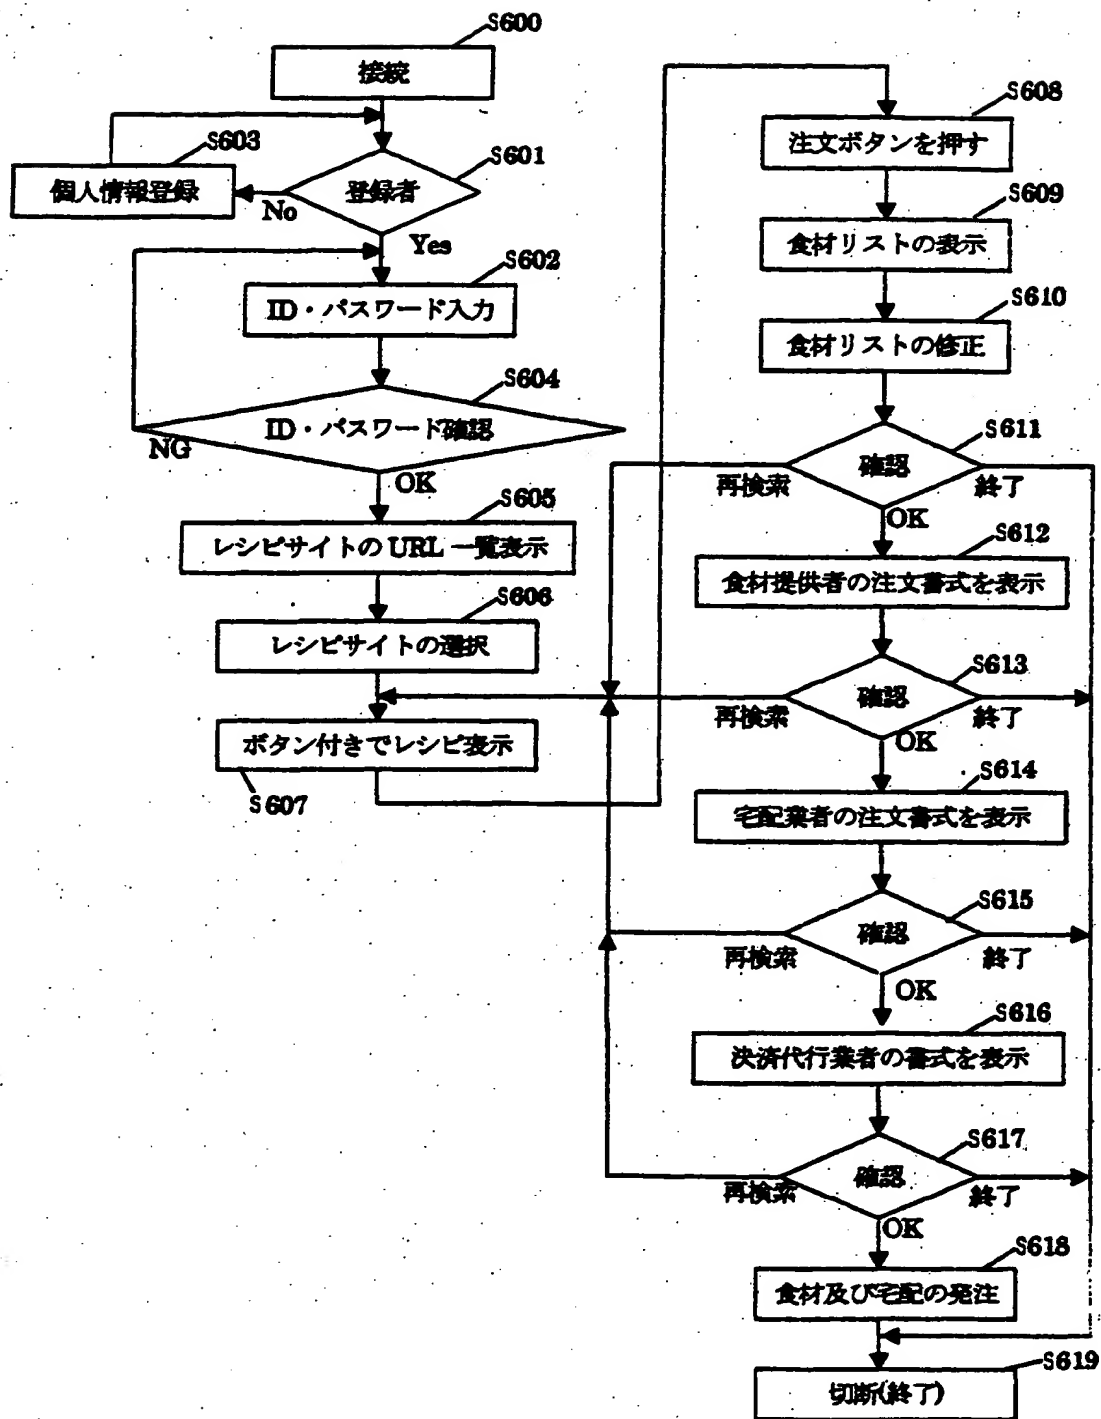 S600
接続
S603
個人情報登録
S601
登録者
No
Yes
S602
ID・パスワード入力
S604
ID・パスワード確認
NG
OK
S605
レシピサイトの URL 一覧表示
S606
レシピサイトの選択
ボタン付きでレシピ表示
S607
S608
注文ボタンを押す
S609
食材リストの表示
S610
食材リストの修正
S611
確認
再検索
終了
OK
S612
食材提供者の注文書式を表示
S613
確認
再検索
終了
OK
S614
宅配業者の注文書式を表示
S615
確認
再検索
終了
OK
S616
決済代行業者の書式を表示
S617
確認
再検索
終了
OK
S618
食材及び宅配の発注
S619
切断(終了)